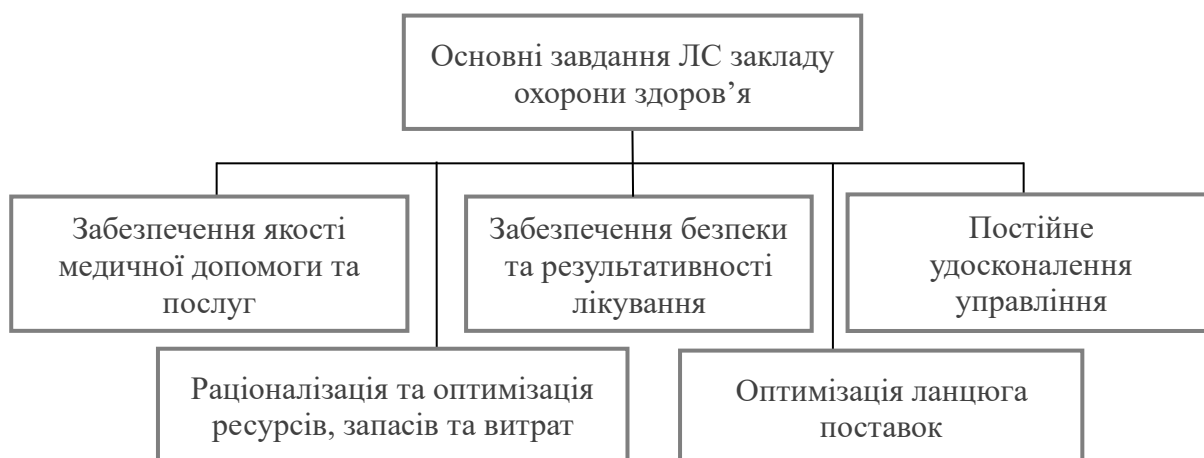 Основні завдання ЛС закладу
охорони здоров’я
Забезпечення якості
медичної допомоги та
послуг
Забезпечення безпеки
та результативності
лікування
Постійне
удосконалення
управління
Раціоналізація та оптимізація
ресурсів, запасів та витрат
Оптимізація ланцюга
поставок